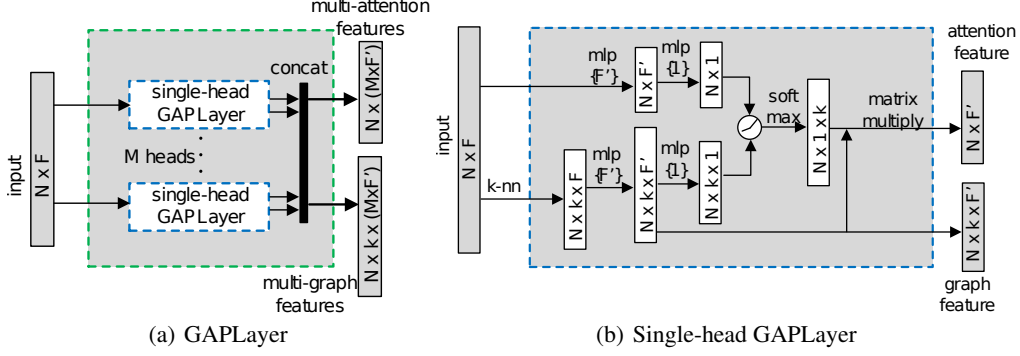 multi-attention
features
concat
input
N x F
single-head
GAPLayer
M heads
single-head
GAPLayer
N x (MxF')
N x k x (MxF')
multi-graph
features
(a) GAPLayer
input
N x F
k-nn
mlp
{F'}
N x F'
mlp
{1}
N x 1
N x k x F
mlp
{F'}
N x k x F'
mlp
{1}
N x k x 1
soft
max
N x 1 x k
matrix
multiply
attention
feature
N x F'
N x k x F'
graph
feature
(b) Single-head GAPLayer